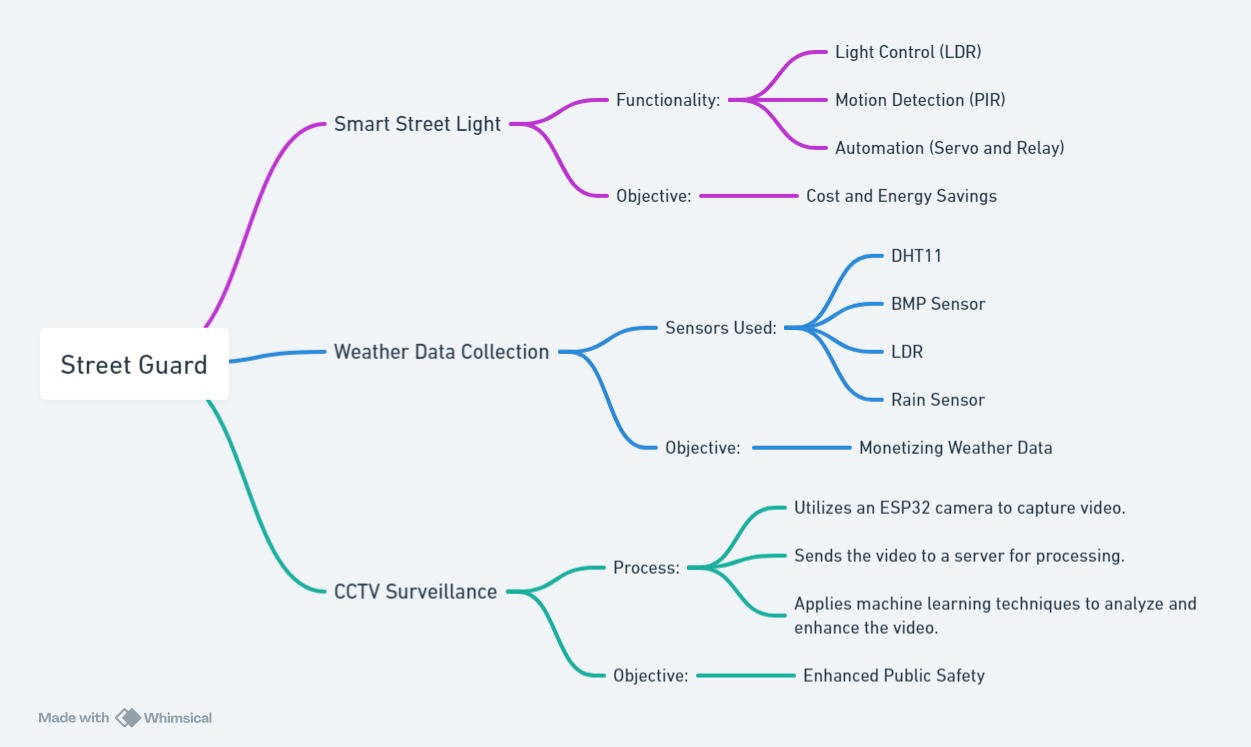 Street Guard
Smart Street Light
Functionality:
Light Control (LDR)
Motion Detection (PIR)
Automation (Servo and Relay)
Objective:
Cost and Energy Savings
Weather Data Collection
Sensors Used:
DHT11
BMP Sensor
LDR
Rain Sensor
Objective:
Monetizing Weather Data
CCTV Surveillance
Process:
Utilizes an ESP32 camera to capture video.
Sends the video to a server for processing.
Applies machine learning techniques to analyze and
enhance the video.
Objective:
Enhanced Public Safety
Made with Whimsical